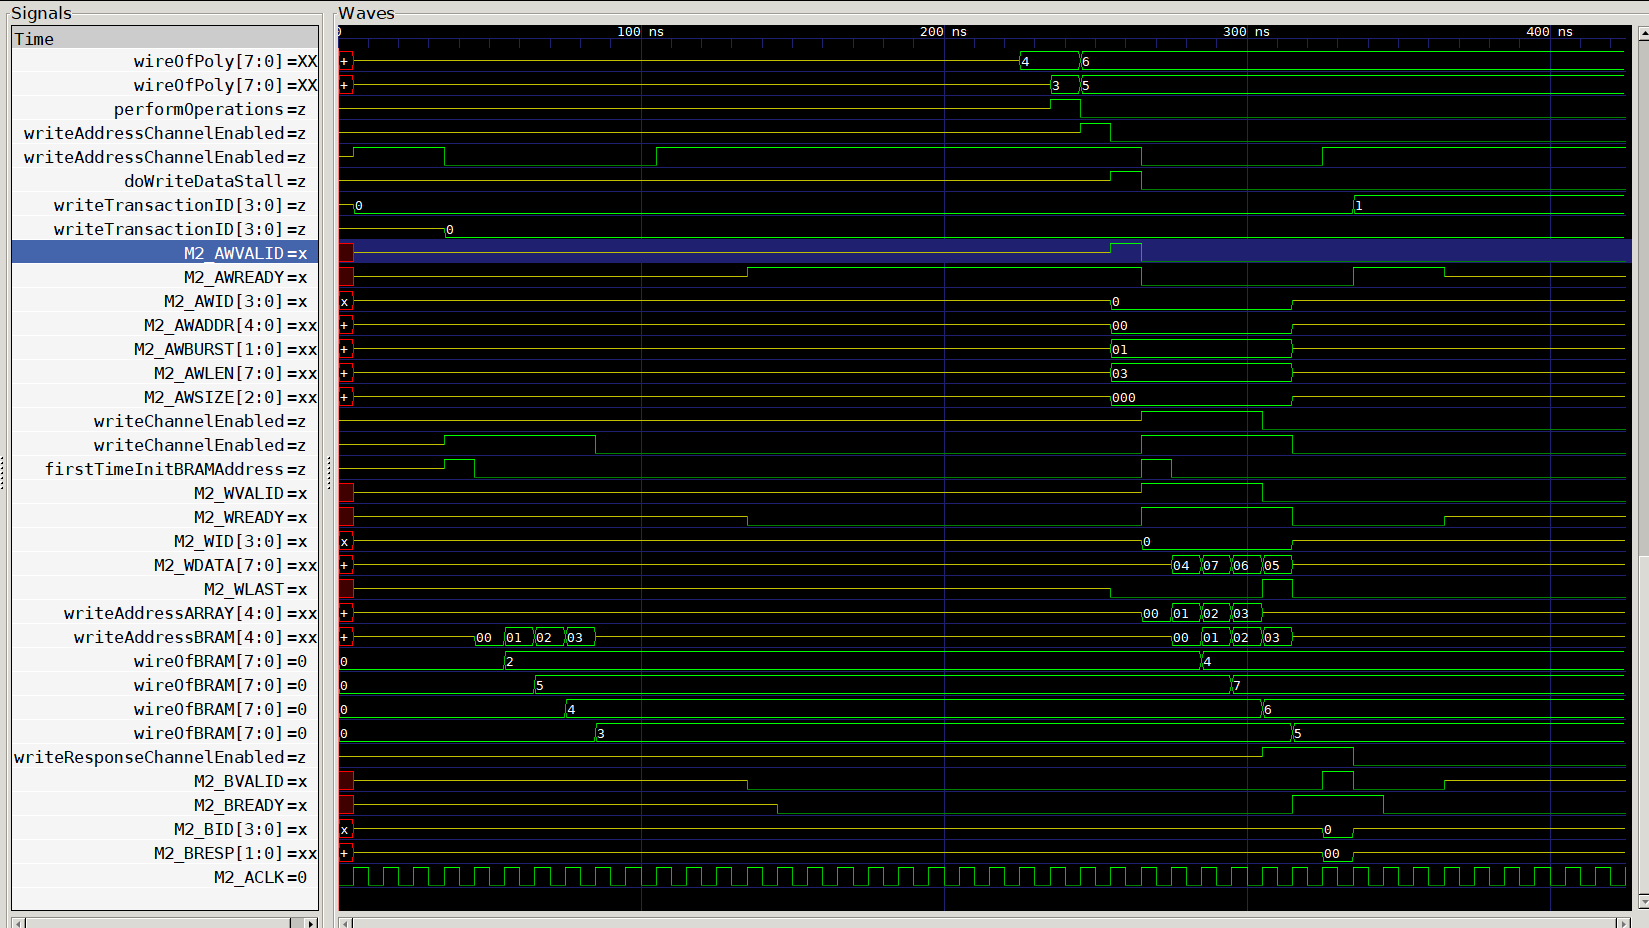 Signals Waves
Time 0 100 ns 200 ns 300 ns 400 ns
wireOfPoly[7:0]=XX + 4 6
wireOfPoly[7:0]=XX + 3 5
performOperations=z
writeAddressChannelEnabled=z
writeAddressChannelEnabled=z
doWriteDataStall=z
writeTransactionID[3:0]=z 0 1
writeTransactionID[3:0]=z 0
M2_AWVALID=x
M2_AWREADY=x
M2_AWID[3:0]=x x 0
M2_AWADDR[4:0]=xx + 00
M2_AWBURST[1:0]=xx + 01
M2_AWLEN[7:0]=xx + 03
M2_AWSIZE[2:0]=xx + 000
writeChannelEnabled=z
writeChannelEnabled=z
firstTimeInitBRAMAddress=z
M2_WVALID=x
M2_WREADY=x
M2_WID[3:0]=x x 0
M2_WDATA[7:0]=xx + 04 07 06 05
M2_WLAST=x
writeAddressARRAY[4:0]=xx + 00 01 02 03
writeAddressBRAM[4:0]=xx + 00 01 02 03 00 01 02 03
wireOfBRAM[7:0]=0 0 2 4
wireOfBRAM[7:0]=0 0 5 7
wireOfBRAM[7:0]=0 0 4 6
wireOfBRAM[7:0]=0 0 3 5
writeResponseChannelEnabled=z
M2_BVALID=x
M2_BREADY=x
M2_BID[3:0]=x x 0
M2_BRESP[1:0]=xx + 00
M2_ACLK=0